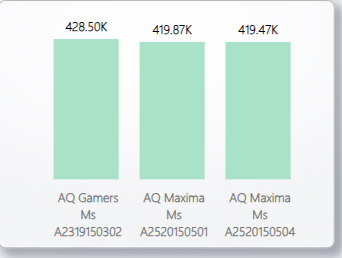 428.50K 419.87K 419.47K
AQ Gamers AQ Maxima AQ Maxima
Ms Ms Ms
A2319150302 A2520150501 A2520150504